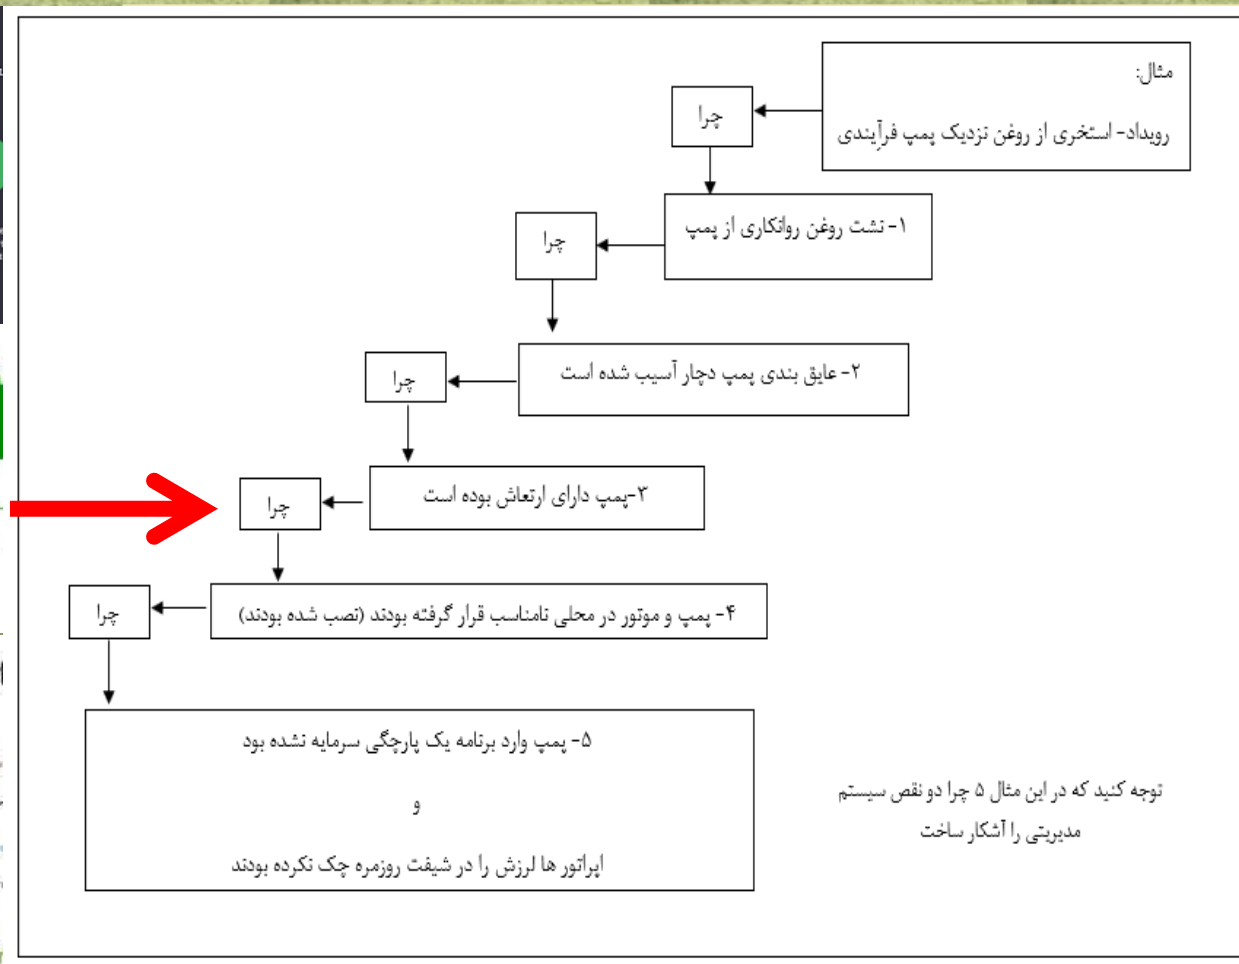 مثال:
رویداد- استخری از روغن نزدیک پمپ فرآیندی
چرا
۱- نشت روغن روانکاری از پمپ
چرا
۲- عایق بندی پمپ دچار آسیب شده است
چرا
۳-پمپ دارای ارتعاش بوده است
چرا
۴- پمپ و موتور در محلی نامناسب قرار گرفته بودند (نصب شده بودند)
چرا
۵- پمپ وارد برنامه یک پارچگی سرمایه نشده بود
و
اپراتور ها لرزش را در شیفت روزمره چک نکرده بودند
توجه کنید که در این مثال ۵ چرا دو نقص سیستم
مدیریتی را آشکار ساخت